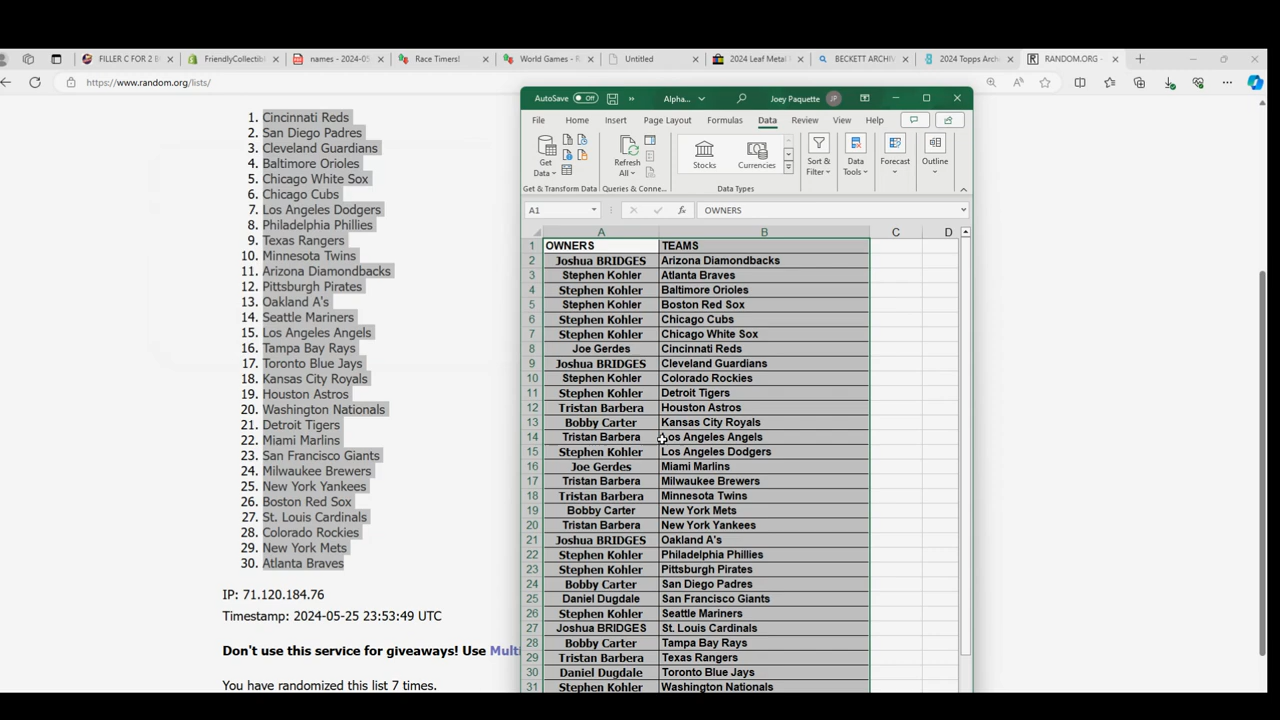 FILLER C FOR 2 B
FriendlyCollectib
names - 2024-05-
Race Timers!
World Games - R
Untitled
2024 Leaf Metal
BECKETT ARCHIV
2024 Topps Arch
RANDOM.ORG -
https://www.random.org/lists/
1. Cincinnati Reds
2. San Diego Padres
3. Cleveland Guardians
4. Baltimore Orioles
5. Chicago White Sox
6. Chicago Cubs
7. Los Angeles Dodgers
8. Philadelphia Phillies
9. Texas Rangers
10. Minnesota Twins
11. Arizona Diamondbacks
12. Pittsburgh Pirates
13. Oakland A's
14. Seattle Mariners
15. Los Angeles Angels
16. Tampa Bay Rays
17. Toronto Blue Jays
18. Kansas City Royals
19. Houston Astros
20. Washington Nationals
21. Detroit Tigers
22. Miami Marlins
23. San Francisco Giants
24. Milwaukee Brewers
25. New York Yankees
26. Boston Red Sox
27. St. Louis Cardinals
28. Colorado Rockies
29. New York Mets
30. Atlanta Braves
IP: 71.120.184.76
Timestamp: 2024-05-25 23:53:49 UTC
Don't use this service for giveaways! Use Multi
You have randomized this list 7 times.
AutoSave Off Alpha... Joey Paquette JP
File Home Insert Page Layout Formulas Data Review View Help
Get Data
Refresh All
Stocks
Currencies
Sort & Filter
Data Tools
Forecast
Outline
Get & Transform Data Queries & Conne... Data Types
A1 OWNERS
A B C D
1 OWNERS TEAMS
2 Joshua BRIDGES Arizona Diamondbacks
3 Stephen Kohler Atlanta Braves
4 Stephen Kohler Baltimore Orioles
5 Stephen Kohler Boston Red Sox
6 Stephen Kohler Chicago Cubs
7 Stephen Kohler Chicago White Sox
8 Joe Gerdes Cincinnati Reds
9 Joshua BRIDGES Cleveland Guardians
10 Stephen Kohler Colorado Rockies
11 Stephen Kohler Detroit Tigers
12 Tristan Barbera Houston Astros
13 Bobby Carter Kansas City Royals
14 Tristan Barbera Los Angeles Angels
15 Stephen Kohler Los Angeles Dodgers
16 Joe Gerdes Miami Marlins
17 Tristan Barbera Milwaukee Brewers
18 Tristan Barbera Minnesota Twins
19 Bobby Carter New York Mets
20 Tristan Barbera New York Yankees
21 Joshua BRIDGES Oakland A's
22 Stephen Kohler Philadelphia Phillies
23 Stephen Kohler Pittsburgh Pirates
24 Bobby Carter San Diego Padres
25 Daniel Dugdale San Francisco Giants
26 Stephen Kohler Seattle Mariners
27 Joshua BRIDGES St. Louis Cardinals
28 Bobby Carter Tampa Bay Rays
29 Tristan Barbera Texas Rangers
30 Daniel Dugdale Toronto Blue Jays
31 Stephen Kohler Washington Nationals